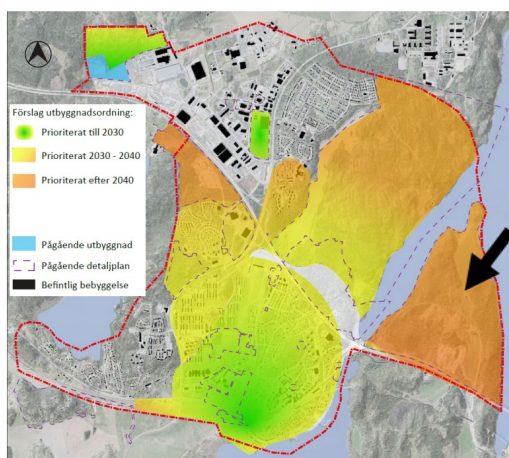 Förslag utbyggnadsordning:
Prioriterat till 2030
Prioriterat 2030 - 2040
Prioriterat efter 2040
Pågående utbyggnad
Pågående detaljplan
Befintlig bebyggelse